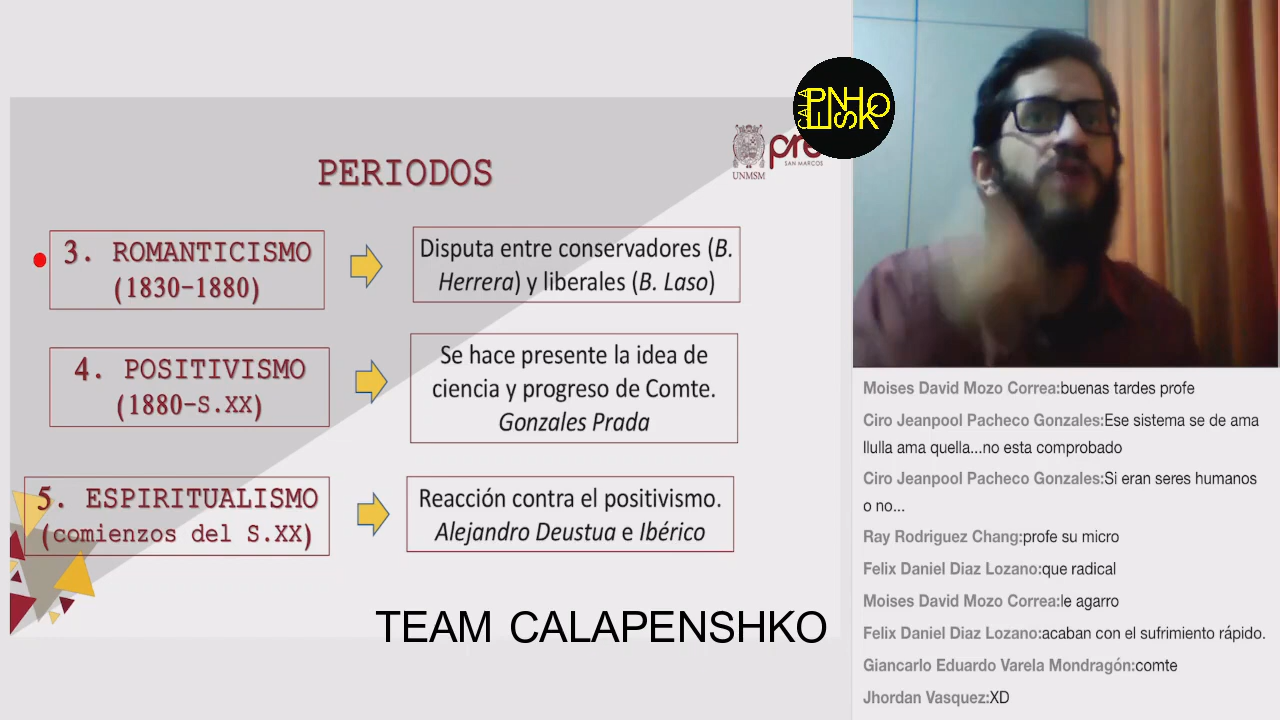 PERIODOS
UNMSM
pre
SAN MARCOS
CALA
PENSHKO
3. ROMANTICISMO
(1830-1880)
Disputa entre conservadores (B.
Herrera) y liberales (B. Laso)
4. POSITIVISMO
(1880-S.XX)
Se hace presente la idea de
ciencia y progreso de Comte.
Gonzales Prada
5. ESPIRITUALISMO
(comienzos del S.XX)
Reacción contra el positivismo.
Alejandro Deustua e Ibérico
TEAM CALAPENSHKO
Moises David Mozo Correa:buenas tardes profe
Ciro Jeanpool Pacheco Gonzales:Ese sistema se de ama
llulla ama quella...no esta comprobado
Ciro Jeanpool Pacheco Gonzales:Si eran seres humanos
o no...
Ray Rodriguez Chang:profe su micro
Felix Daniel Diaz Lozano:que radical
Moises David Mozo Correa:le agarro
Felix Daniel Diaz Lozano:acaban con el sufrimiento rápido.
Giancarlo Eduardo Varela Mondragón:comte
Jhordan Vasquez:XD